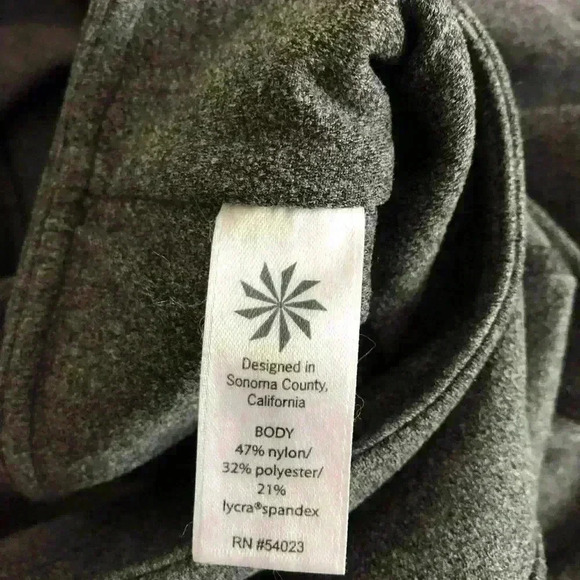 Designed in
Sonoma County,
California
BODY
47% nylon/
32% polyester/
21%
lycra®spandex
RN #54023